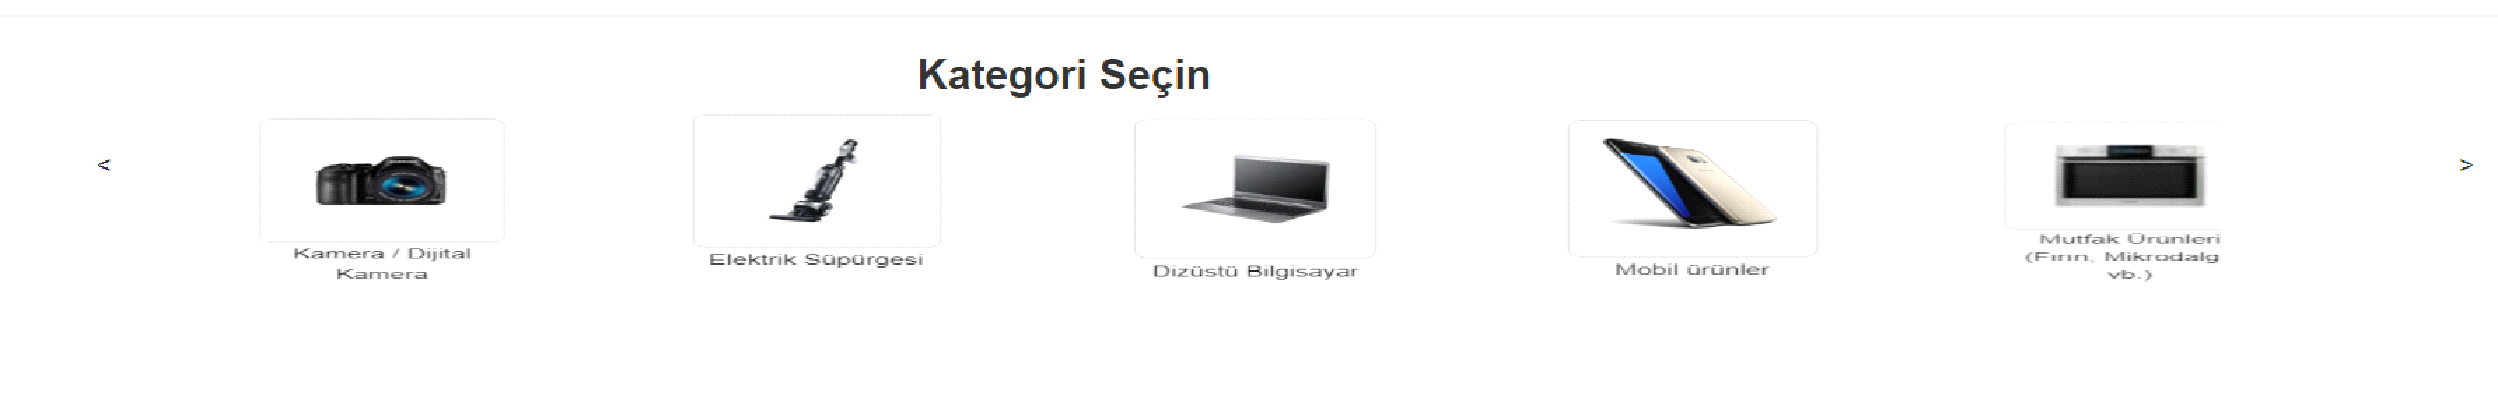 Kategori Seçin
<
>
Kamera / Dijital
Kamera
Elektrik Süpürgesi
Dizüstü Bilgisayar
Mobil ürünler
Mutfak Ürünleri
(Fırın, Mikrodalg
vb.)